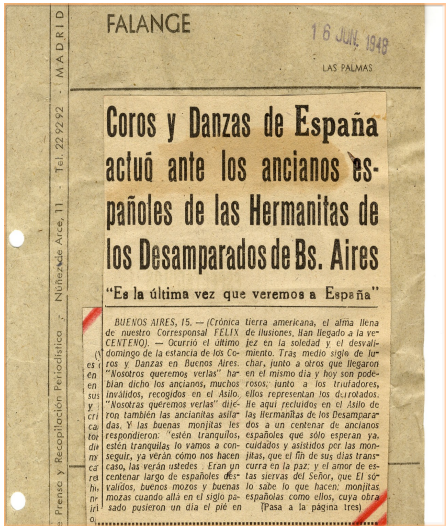 FALANGE
16 JUN. 1948
LAS PALMAS
MADRID
Tel. 22 92 92
Núñez de Arce, 11
Prensa y Recopilación Periodística
Coros y Danzas de España
actuó ante los ancianos es-
pañoles de las Hermanitas de
los Desamparados de Bs. Aires
"Es la última vez que veremos a España"
BUENOS AIRES, 15. — (Crónica
de nuestro Corresponsal FELIX
CENTENO). — Ocurrió el último
domingo de la estancia de los Co-
ros y Danzas en Buenos Aires.
"Nosotros queremos verlas" ha-
bían dicho los ancianos, muchos
inválidos, recogidos en el Asilo.
"Nosotras queremos verlas" dije-
ron también las ancianitas asila-
das. Y las buenas monjitas les
respondieron: "estén tranquilos,
estén tranquilas, lo vamos a con-
seguir, ya verán cómo nos hacen
caso, las verán ustedes. Eran un
centenar largo de españoles des-
validos, buenos mozos y buenas
mozas cuando allá en el siglo pa-
sado pusieron un día el pié en
tierra americana, el alma llena
de ilusiones. Han llegado a la ve-
jez en la soledad y el desvali-
miento. Tras medio siglo de lu-
char, junto a otros que llegaron
en el mismo día y hoy son pode-
rosos; junto a los triufadores,
ellos representan los derrotados.
He aquí recluídos en el Asilo de
las Hermanitas de los Desampara-
dos a un centenar de ancianos
españoles que sólo esperan ya,
cuidados y asistidos por las mon-
jitas, que el fin de sus días trans-
curra en la paz; y el amor de es-
tas siervas del Señor, que El só-
lo sabe lo que hacen; monjitas
españolas como ellos, cuya obra
(Pasa a la página tres)